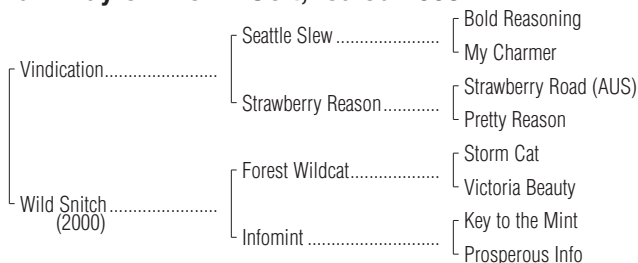 Bold Reasoning
Seattle Slew
My Charmer
Vindication
Strawberry Road (AUS)
Strawberry Reason
Pretty Reason
Storm Cat
Forest Wildcat
Victoria Beauty
Wild Snitch
(2000)
Key to the Mint
Infomint
Prosperous Info